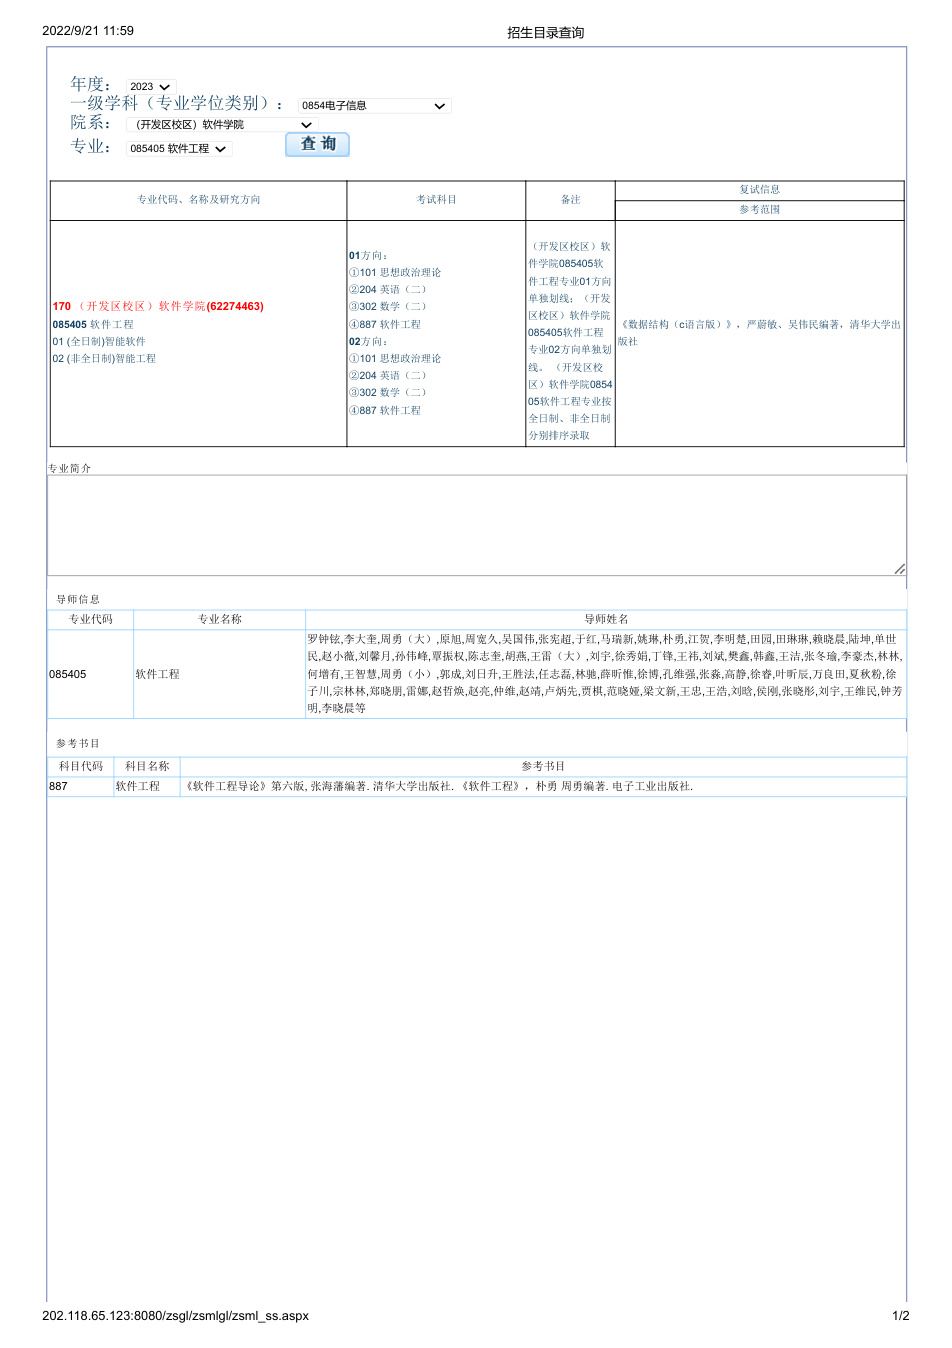 2022/9/21 11:59
招生目录查询
年度： 2023
一级学科（专业学位类别）： 0854电子信息
院系： （开发区校区）软件学院
专业： 085405 软件工程 查 询
专业代码、名称及研究方向 考试科目 备注 复试信息
参考范围
170 （开发区校区）软件学院(62274463)
085405 软件工程
01 (全日制)智能软件
02 (非全日制)智能工程
01方向：
①101 思想政治理论
②204 英语（二）
③302 数学（二）
④887 软件工程
02方向：
①101 思想政治理论
②204 英语（二）
③302 数学（二）
④887 软件工程
（开发区校区）软
件学院085405软
件工程专业01方向
单独划线；（开发
区校区）软件学院
085405软件工程
专业02方向单独划
线。（开发区校
区）软件学院0854
05软件工程专业按
全日制、非全日制
分别排序录取
《数据结构（c语言版）》，严蔚敏、吴伟民编著，清华大学出
版社
专业简介
导师信息
专业代码 专业名称 导师姓名
085405 软件工程
罗钟铉,李大奎,周勇（大）,原旭,周宽久,吴国伟,张宪超,于红,马瑞新,姚琳,朴勇,江贺,李明楚,田园,田琳琳,赖晓晨,陆坤,单世
民,赵小薇,刘馨月,孙伟峰,覃振权,陈志奎,胡燕,王雷（大）,刘宇,徐秀娟,丁锋,王祎,刘斌,樊鑫,韩鑫,王洁,张冬瑜,李豪杰,林林,
何增有,王智慧,周勇（小）,郭成,刘日升,王胜法,任志磊,林驰,薛昕惟,徐博,孔维强,张淼,高静,徐睿,叶昕辰,万良田,夏秋粉,徐
子川,宗林林,郑晓朋,雷娜,赵哲焕,赵亮,仲维,赵靖,卢炳先,贾棋,范晓娅,梁文新,王忠,王浩,刘晗,侯刚,张晓彤,刘宇,王维民,钟芳
明,李晓晨等
参考书目
科目代码 科目名称 参考书目
887 软件工程 《软件工程导论》第六版, 张海藩编著. 清华大学出版社. 《软件工程》，朴勇 周勇编著. 电子工业出版社.
202.118.65.123:8080/zsgl/zsmlgl/zsml_ss.aspx
1/2